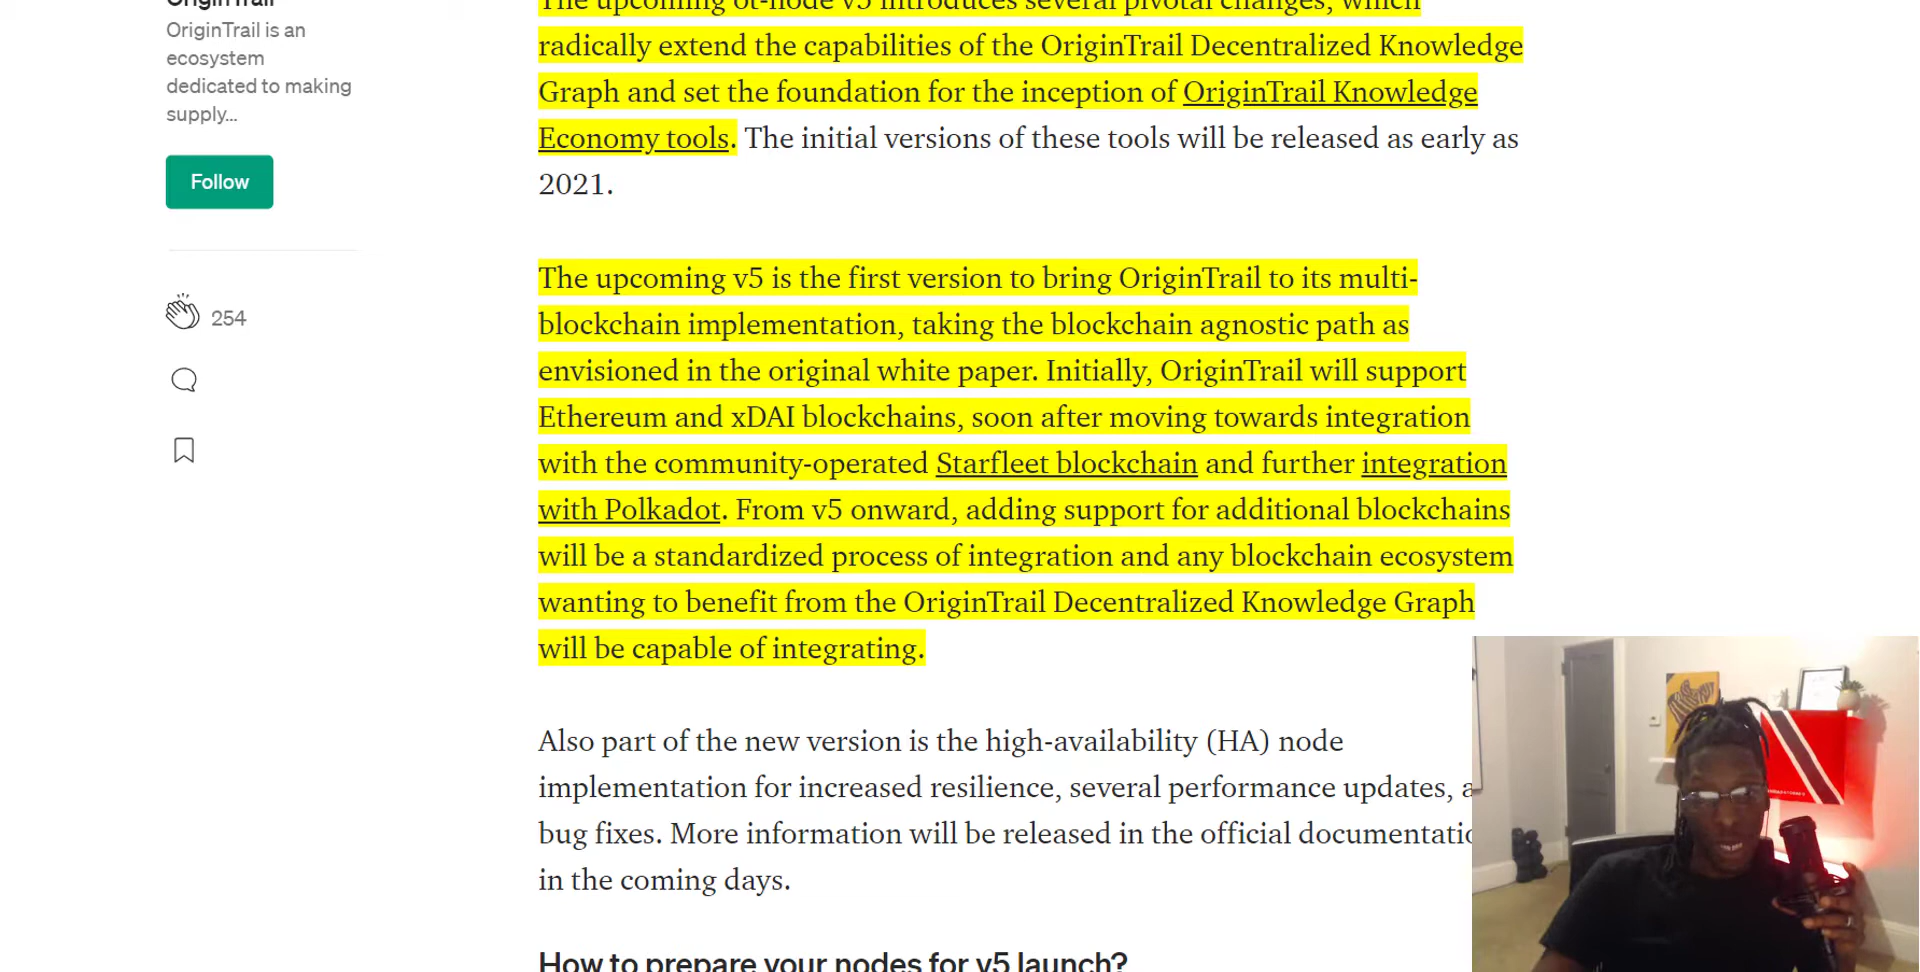 OriginTrail
OriginTrail is an
ecosystem
dedicated to making
supply...
Follow
254
The upcoming ot-node v5 introduces several pivotal changes, which
radically extend the capabilities of the OriginTrail Decentralized Knowledge
Graph and set the foundation for the inception of OriginTrail Knowledge
Economy tools. The initial versions of these tools will be released as early as
2021.
The upcoming v5 is the first version to bring OriginTrail to its multi-
blockchain implementation, taking the blockchain agnostic path as
envisioned in the original white paper. Initially, OriginTrail will support
Ethereum and xDAI blockchains, soon after moving towards integration
with the community-operated Starfleet blockchain and further integration
with Polkadot. From v5 onward, adding support for additional blockchains
will be a standardized process of integration and any blockchain ecosystem
wanting to benefit from the OriginTrail Decentralized Knowledge Graph
will be capable of integrating.
Also part of the new version is the high-availability (HA) node
implementation for increased resilience, several performance updates,
bug fixes. More information will be released in the official
in the coming days.
How to prepare your nodes for v5 launch?